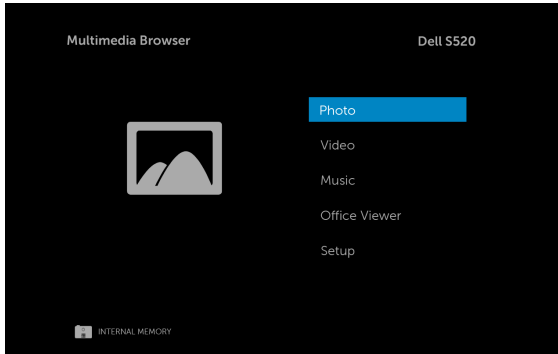 Multimedia Browser
Dell S520
Photo
Video
Music
Office Viewer
Setup
INTERNAL MEMORY